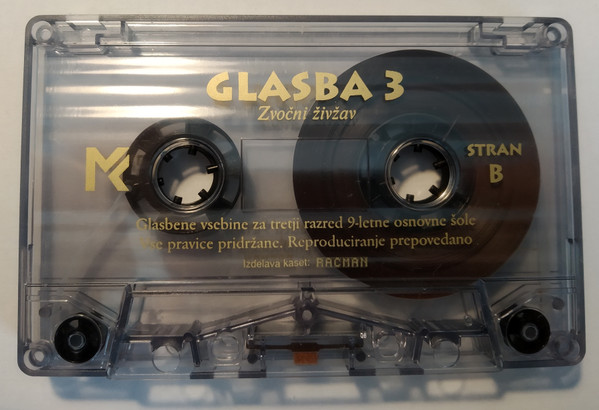 GLASBA 3
Zvočni živžav
MK
STRAN
B
Glasbene vsebine za tretji razred 9-letne osnovne šole
Vse pravice pridržane. Reproduciranje prepovedano
Izdelava kaset: RACMAN